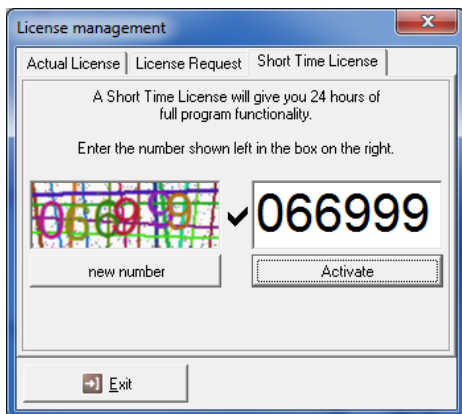 License management
Actual License
License Request
Short Time License
A Short Time License will give you 24 hours of
full program functionality.
Enter the number shown left in the box on the right.
066999
066999
new number
Activate
Exit